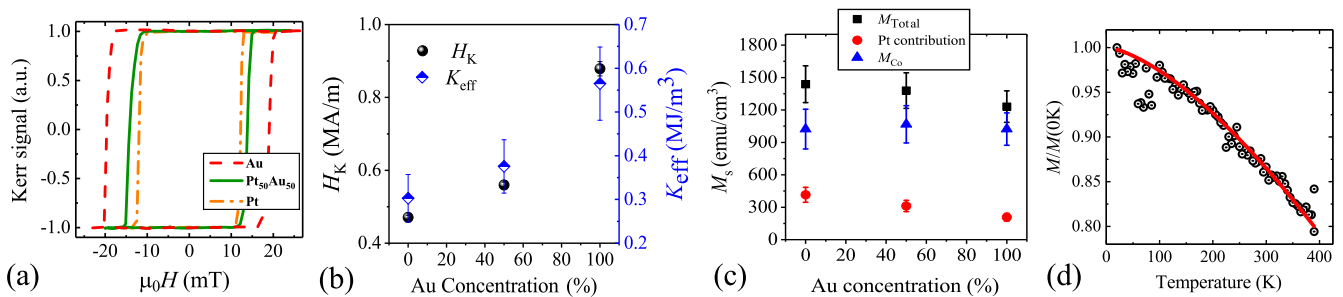 (a)
Kerr signal (a.u.)
1.0
0.5
0.0
-0.5
-1.0
Au
Pt50Au50
Pt
-20
-10
0
10
20
μ0H (mT)
(b)
HK (MA/m)
1.0
0.8
0.6
0.4
HK
Keff
0
20
40
60
80
100
Au Concentration (%)
0.7
0.6
0.5
0.4
0.3
0.2
Keff (MJ/m³)
(c)
MTotal
Pt contribution
MCo
Ms (emu/cm³)
1800
1500
1200
900
600
300
0
0
20
40
60
80
100
Au concentration (%)
(d)
M/M(0K)
1.00
0.95
0.90
0.85
0.80
0
100
200
300
400
Temperature (K)